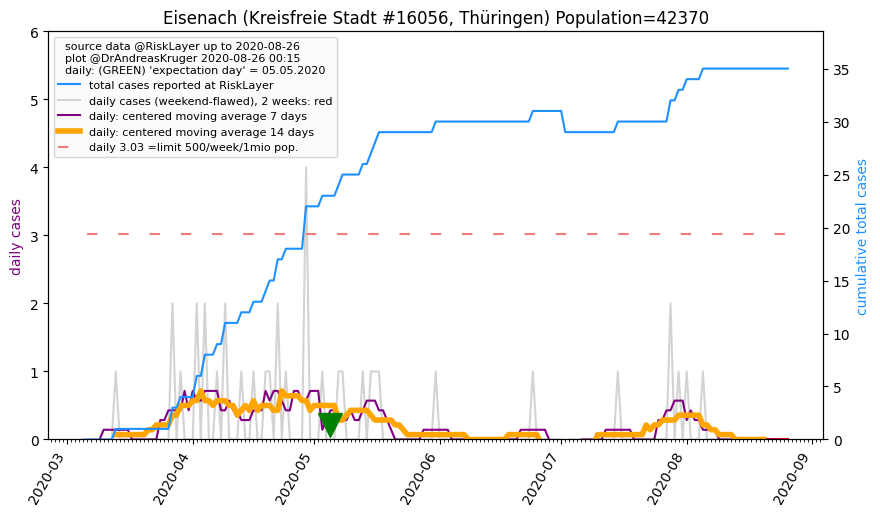 Eisenach (Kreisfreie Stadt #16056, Thüringen) Population=42370
source data @RiskLayer up to 2020-08-26
plot @DrAndreasKruger 2020-08-26 00:15
daily: (GREEN) 'expectation day' = 05.05.2020
total cases reported at RiskLayer
daily cases (weekend-flawed), 2 weeks: red
daily: centered moving average 7 days
daily: centered moving average 14 days
daily 3.03 =limit 500/week/1mio pop.
daily cases
6
5
4
3
2
1
0
cumulative total cases
35
30
25
20
15
10
5
0
2020-03
2020-04
2020-05
2020-06
2020-07
2020-08
2020-09